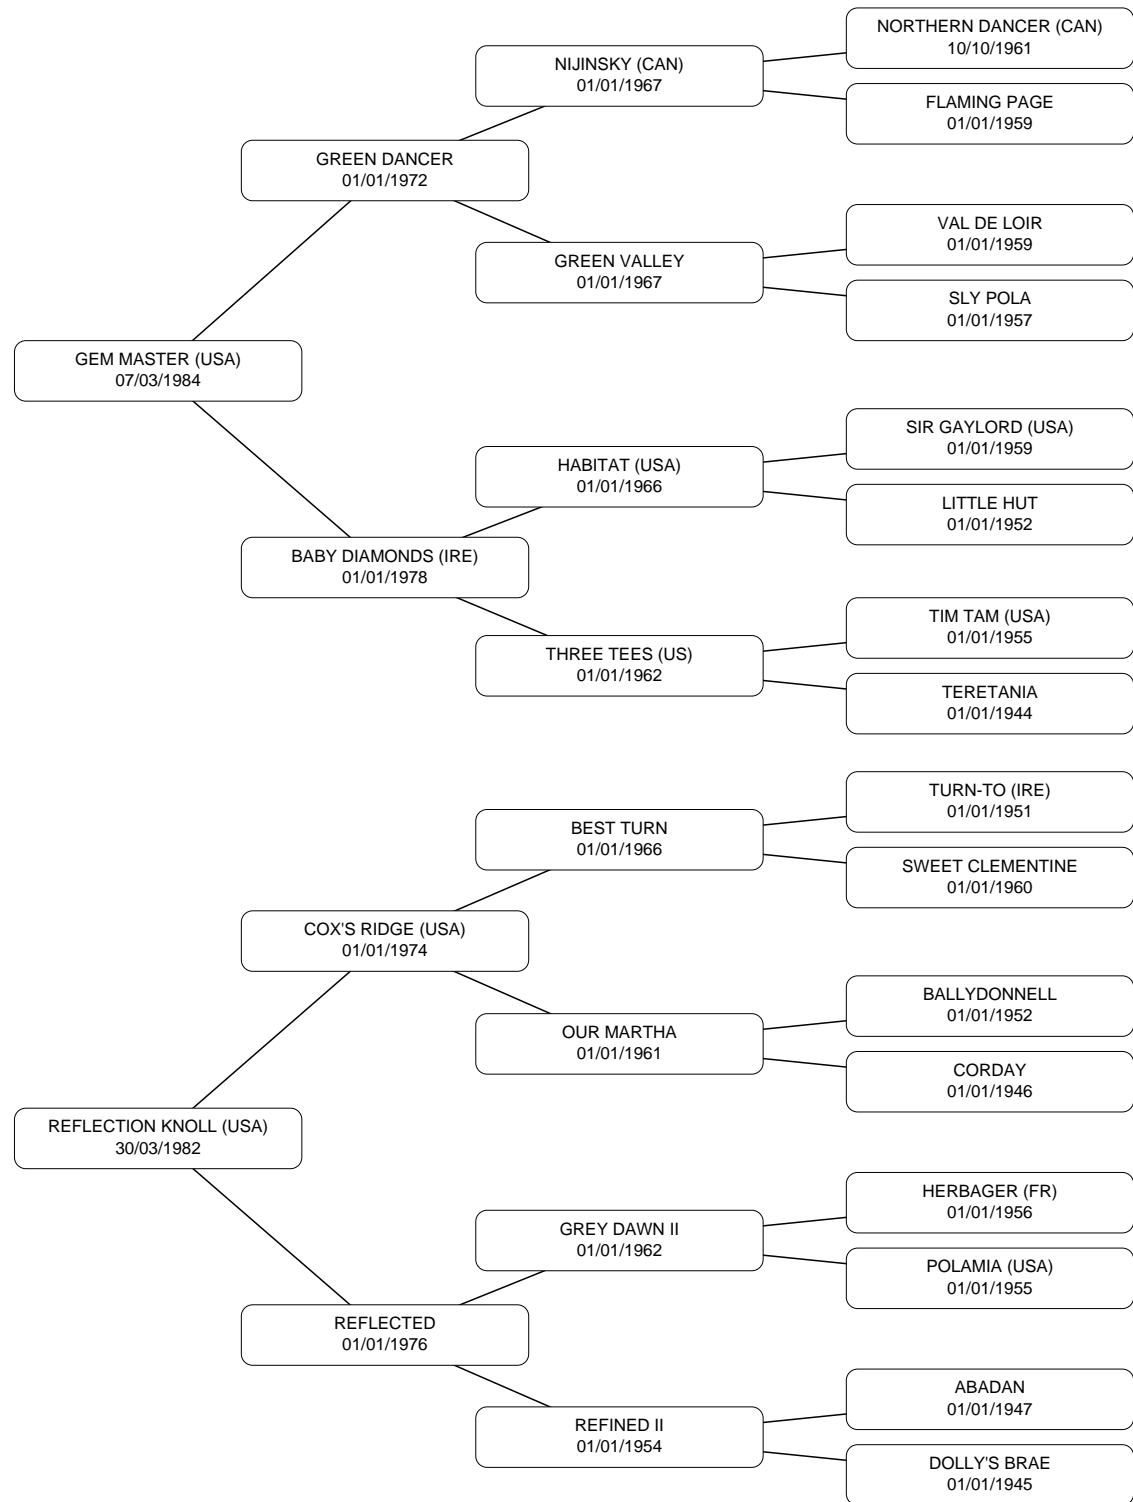 NORTHERN DANCER (CAN)
10/10/1961
NIJINSKY (CAN)
01/01/1967
FLAMING PAGE
01/01/1959
GREEN DANCER
01/01/1972
VAL DE LOIR
01/01/1959
GREEN VALLEY
01/01/1967
SLY POLA
01/01/1957
GEM MASTER (USA)
07/03/1984
SIR GAYLORD (USA)
01/01/1959
HABITAT (USA)
01/01/1966
LITTLE HUT
01/01/1952
BABY DIAMONDS (IRE)
01/01/1978
TIM TAM (USA)
01/01/1955
THREE TEES (US)
01/01/1962
TERETANIA
01/01/1944
TURN-TO (IRE)
01/01/1951
BEST TURN
01/01/1966
SWEET CLEMENTINE
01/01/1960
COX'S RIDGE (USA)
01/01/1974
BALLYDONNELL
01/01/1952
OUR MARTHA
01/01/1961
CORDAY
01/01/1946
REFLECTION KNOLL (USA)
30/03/1982
HERBAGER (FR)
01/01/1956
GREY DAWN II
01/01/1962
POLAMIA (USA)
01/01/1955
REFLECTED
01/01/1976
ABADAN
01/01/1947
REFINED II
01/01/1954
DOLLY'S BRAE
01/01/1945